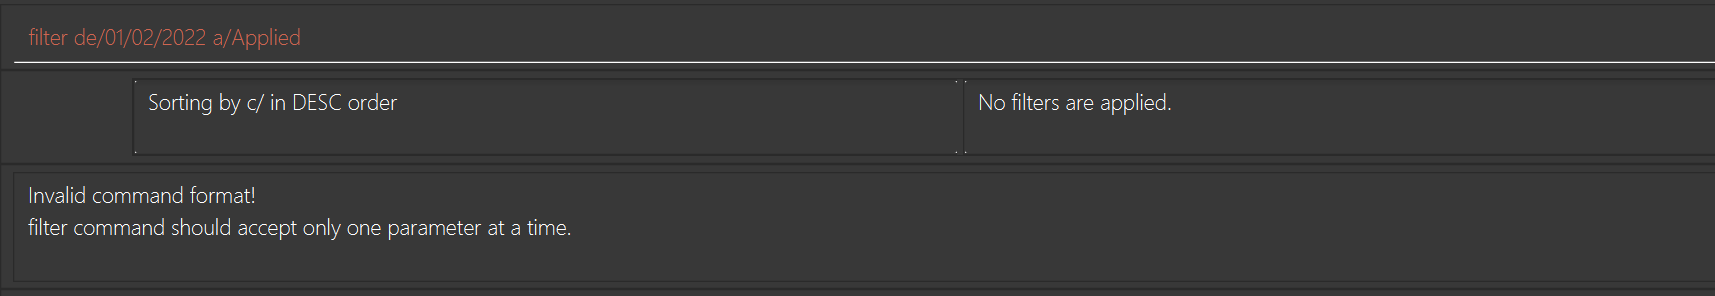 filter de/01/02/2022 a/Applied
Sorting by c/ in DESC order
No filters are applied.
Invalid command format!
filter command should accept only one parameter at a time.